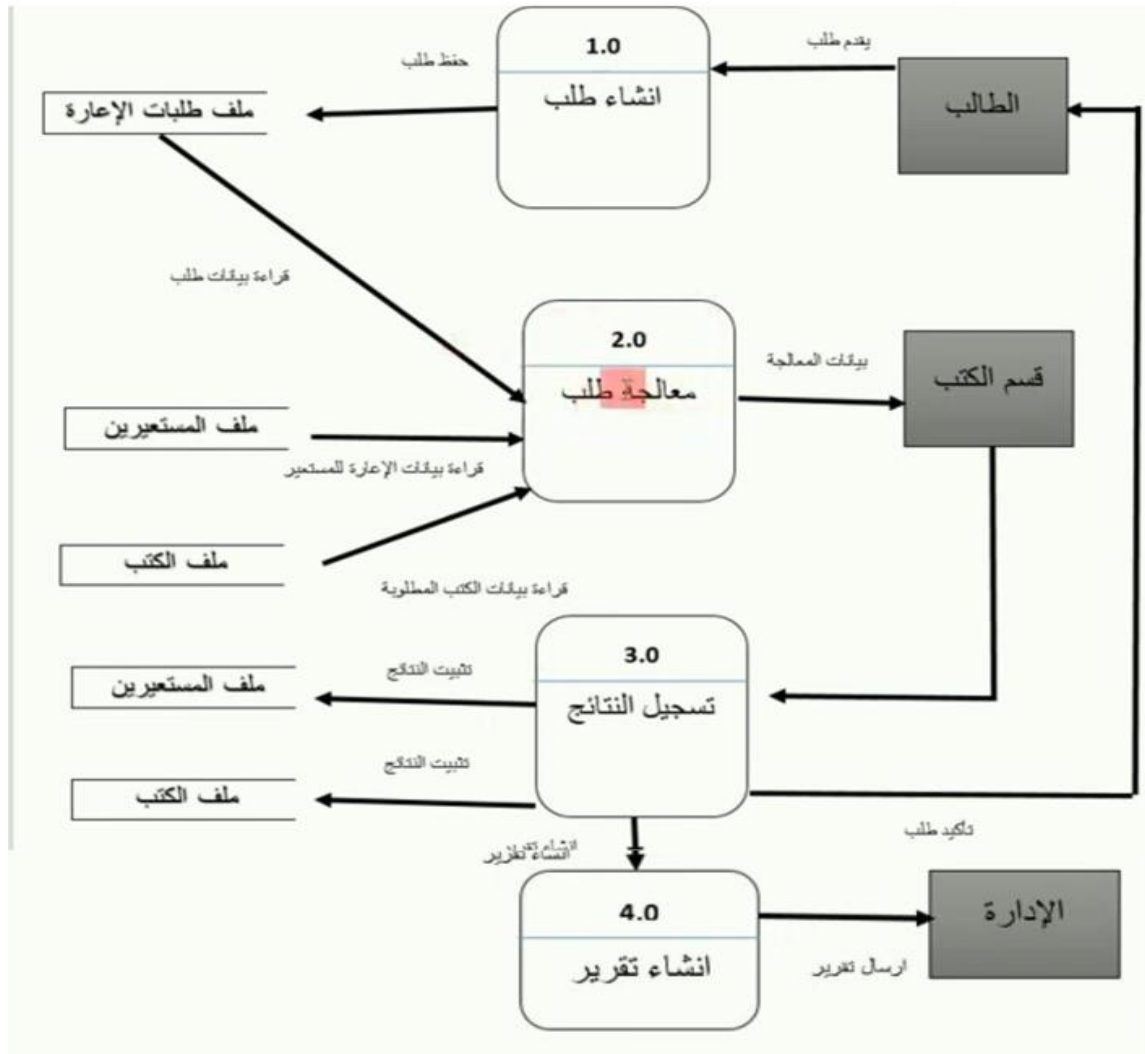 1.0
انشاء طلب
يقدم طلب
الطالب
حفظ طلب
ملف طلبات الإعارة
قراءة بيانات طلب
2.0
معالجة طلب
بيانات المعالجة
قسم الكتب
ملف المستعيرين
قراءة بيانات الإعارة للمستعير
ملف الكتب
قراءة بيانات الكتب المطلوبة
3.0
تسجيل النتائج
تثبيت النتائج
ملف المستعيرين
تثبيت النتائج
ملف الكتب
تأكيد طلب
انشاء تقرير
4.0
انشاء تقرير
ارسال تقرير
الإدارة